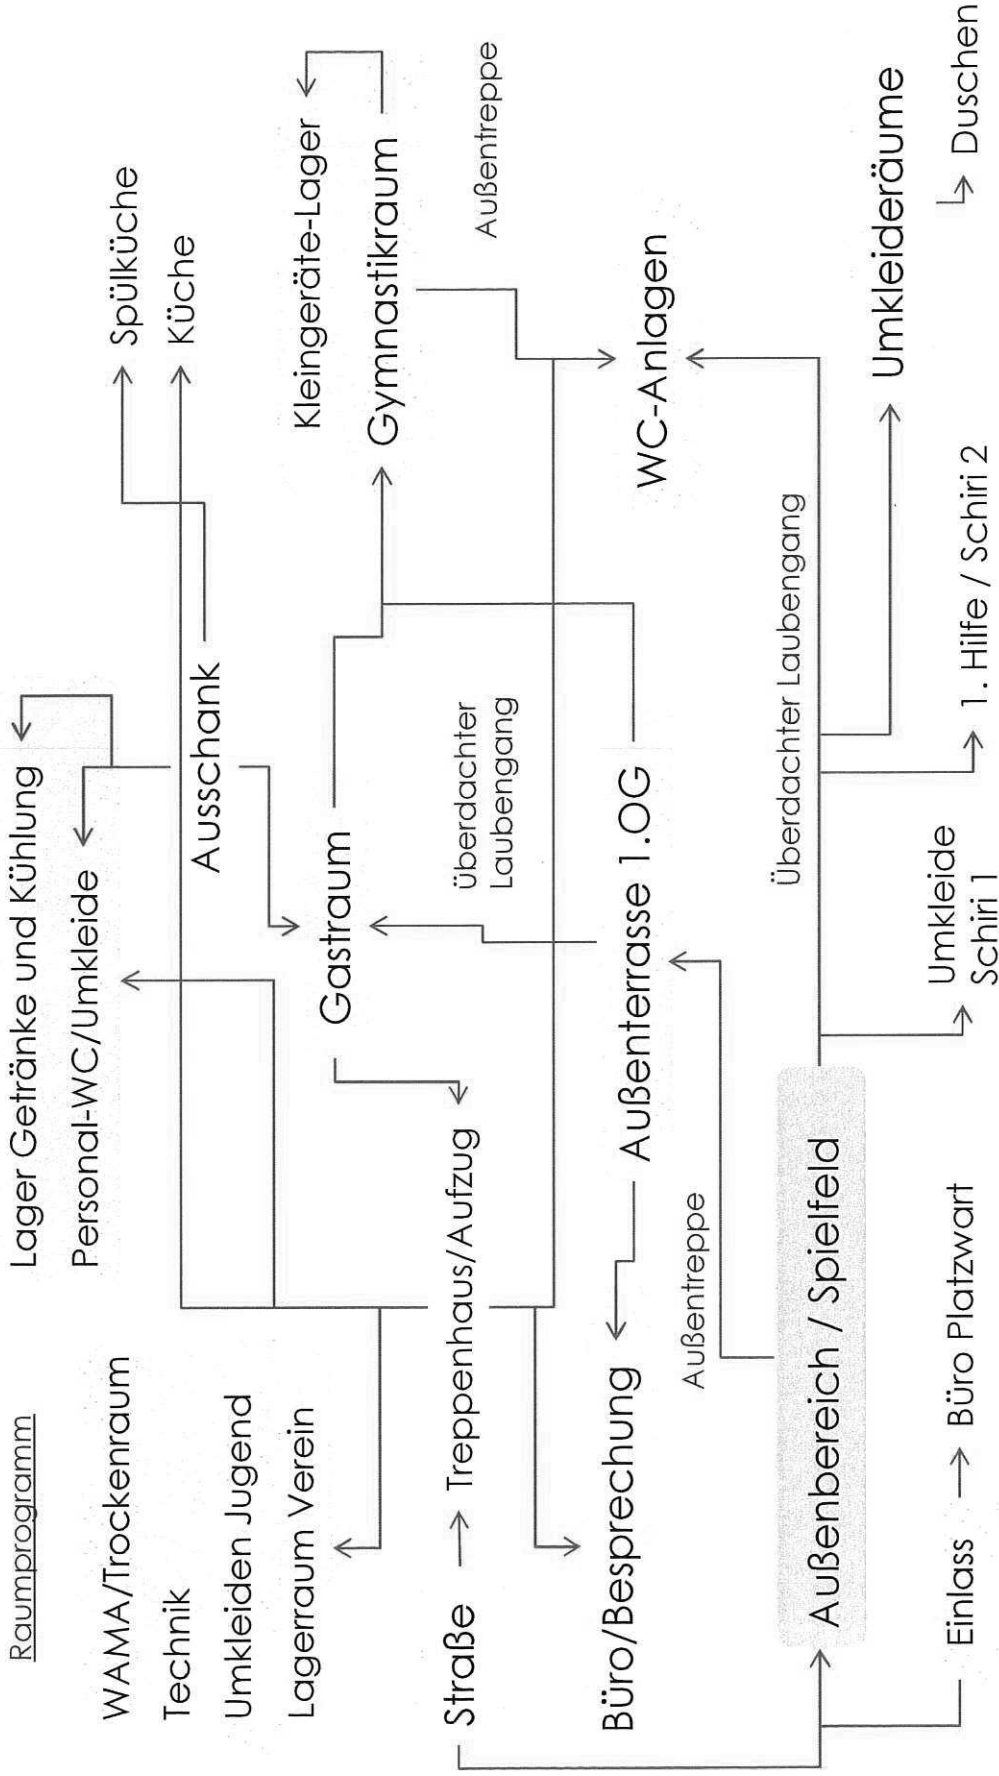 Raumprogramm
Lager Getränke und Kühlung
Personal-WC/Umkleide
Spülküche
Küche
Ausschank
WAMA/Trockenraum
Technik
Umkleiden Jugend
Lagerraum Verein
Gastraum
Kleingeräte-Lager
Gymnastikraum
Außentreppe
Straße
Treppenhaus/Aufzug
Überdachter
Laubengang
Büro/Besprechung
Außenterrasse 1.OG
WC-Anlagen
Außentreppe
Überdachter Laubengang
Außenbereich / Spielfeld
Umkleideräume
Einlass
Büro Platzwart
Umkleide
Schiri 1
1. Hilfe / Schiri 2
Duschen